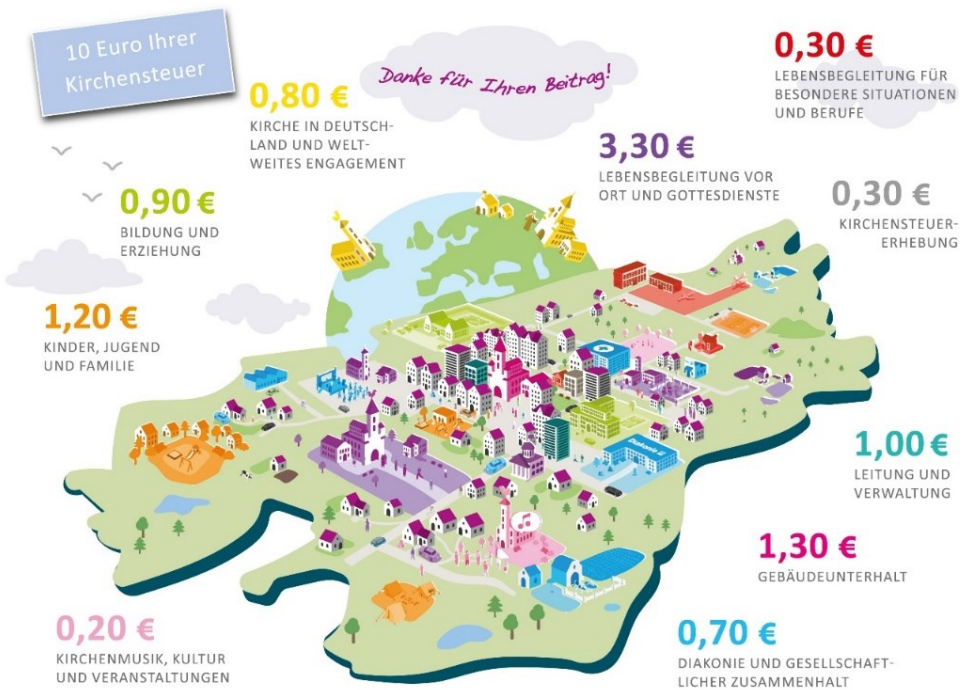 10 Euro Ihrer
Kirchensteuer
Danke für Ihren Beitrag!
0,30 €
LEBENSBEGLEITUNG FÜR
BESONDERE SITUATIONEN
UND BERUFE
0,80 €
KIRCHE IN DEUTSCH-
LAND UND WELT-
WEITES ENGAGEMENT
3,30 €
LEBENSBEGLEITUNG VOR
ORT UND GOTTESDIENSTE
0,30 €
KIRCHENSTEUER-
ERHEBUNG
0,90 €
BILDUNG UND
ERZIEHUNG
1,20 €
KINDER, JUGEND
UND FAMILIE
Diakonie
1,00 €
LEITUNG UND
VERWALTUNG
1,30 €
GEBÄUDEUNTERHALT
0,20 €
KIRCHENMUSIK, KULTUR
UND VERANSTALTUNGEN
0,70 €
DIAKONIE UND GESELLSCHAFT-
LICHER ZUSAMMENHALT